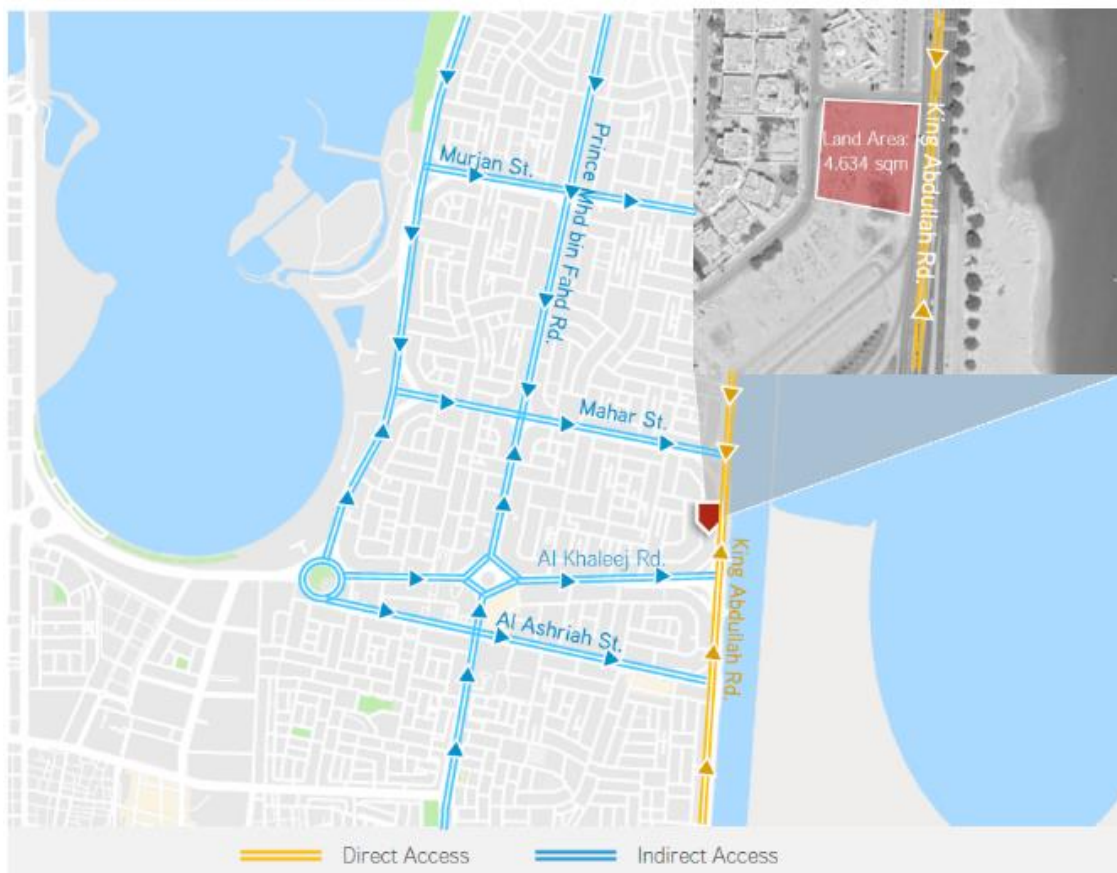 Murjan St.
Prince Mhd bin Fahd Rd.
Land Area:
4,634 sqm
King Abdullah Rd.
Mahar St.
Al Khaleej Rd.
King Abdullah Rd.
Al Ashriah St.
Direct Access
Indirect Access